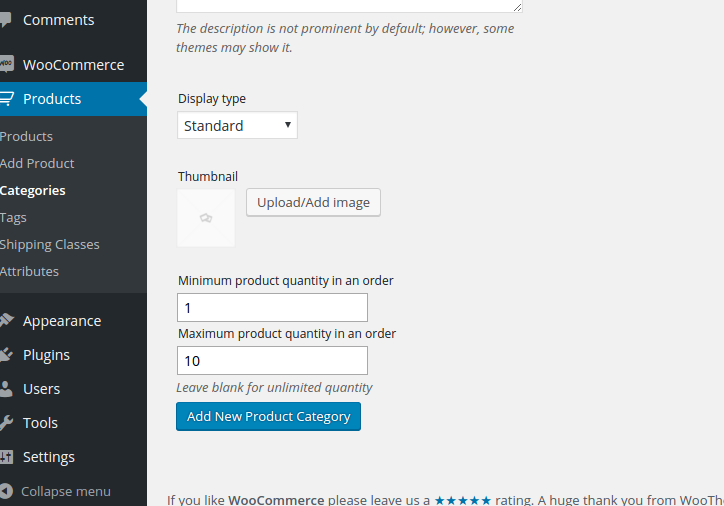 Comments
WooCommerce
Products
Products
Add Product
Categories
Tags
Shipping Classes
Attributes
Appearance
Plugins
Users
Tools
Settings
Collapse menu
The description is not prominent by default; however, some
themes may show it.
Display type
Standard
Thumbnail
Upload/Add image
Minimum product quantity in an order
1
Maximum product quantity in an order
10
Leave blank for unlimited quantity
Add New Product Category
If you like WooCommerce please leave us a ★★★★★ rating. A huge thank you from WooTh